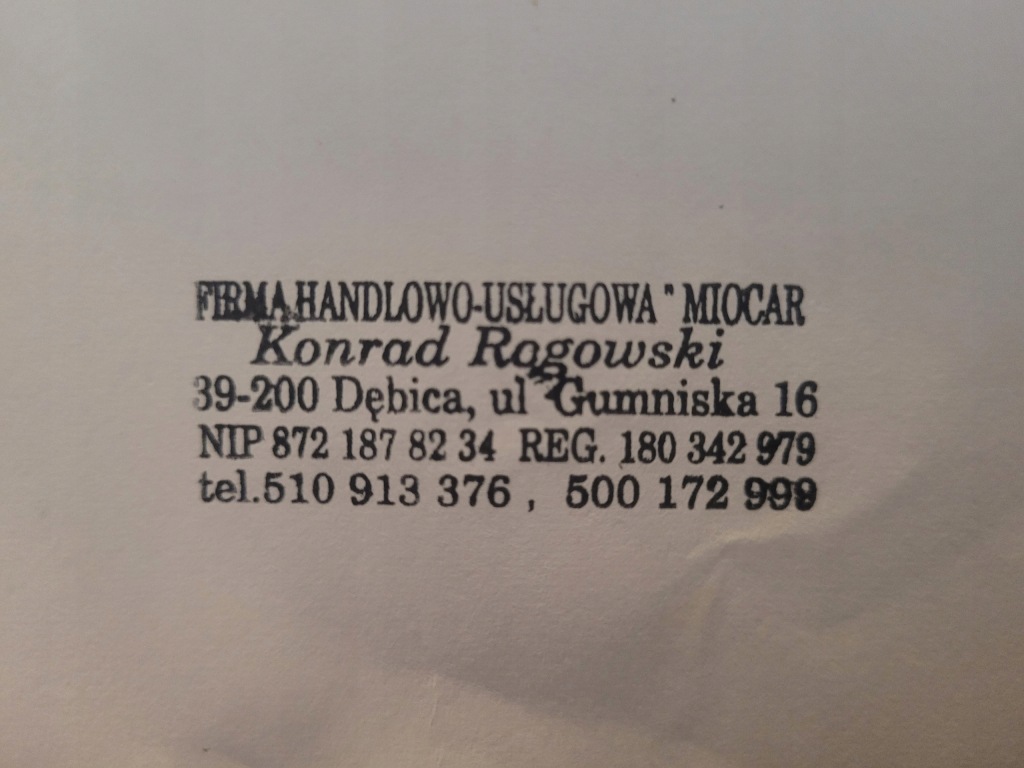 FIRMA HANDLOWO-USŁUGOWA " MIOCAR
Konrad Rogowski
39-200 Dębica, ul Gumniska 16
NIP 872 187 82 34 REG. 180 342 979
tel.510 913 376 , 500 172 999